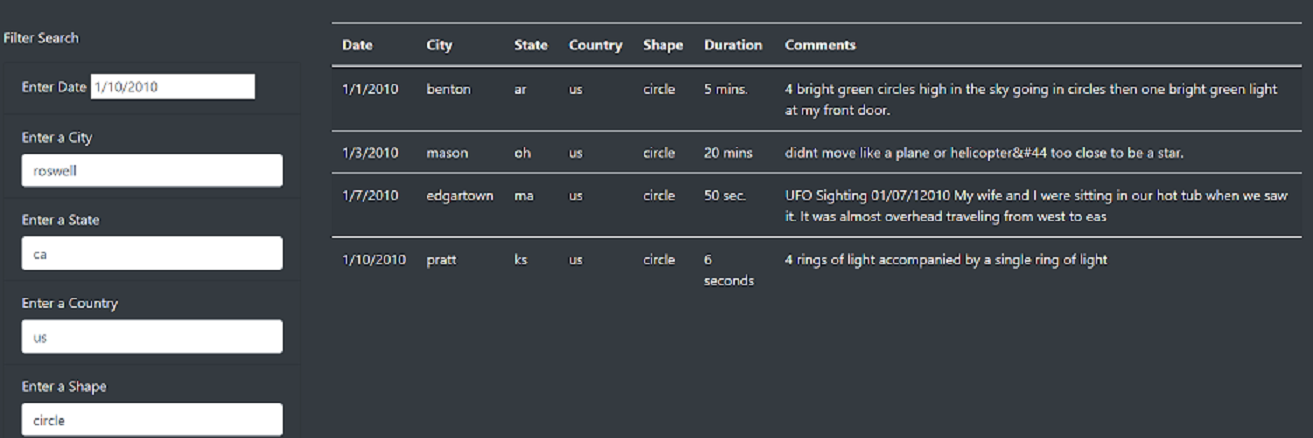 Filter Search
Enter Date 1/10/2010
Enter a City
roswell
Enter a State
ca
Enter a Country
us
Enter a Shape
circle
Date City State Country Shape Duration Comments
1/1/2010 benton ar us circle 5 mins. 4 bright green circles high in the sky going in circles then one bright green light
at my front door.
1/3/2010 mason oh us circle 20 mins didnt move like a plane or helicopter&#44 too close to be a star.
1/7/2010 edgartown ma us circle 50 sec. UFO Sighting 01/07/12010 My wife and I were sitting in our hot tub when we saw
it. It was almost overhead traveling from west to eas
1/10/2010 pratt ks us circle 6 4 rings of light accompanied by a single ring of light
seconds